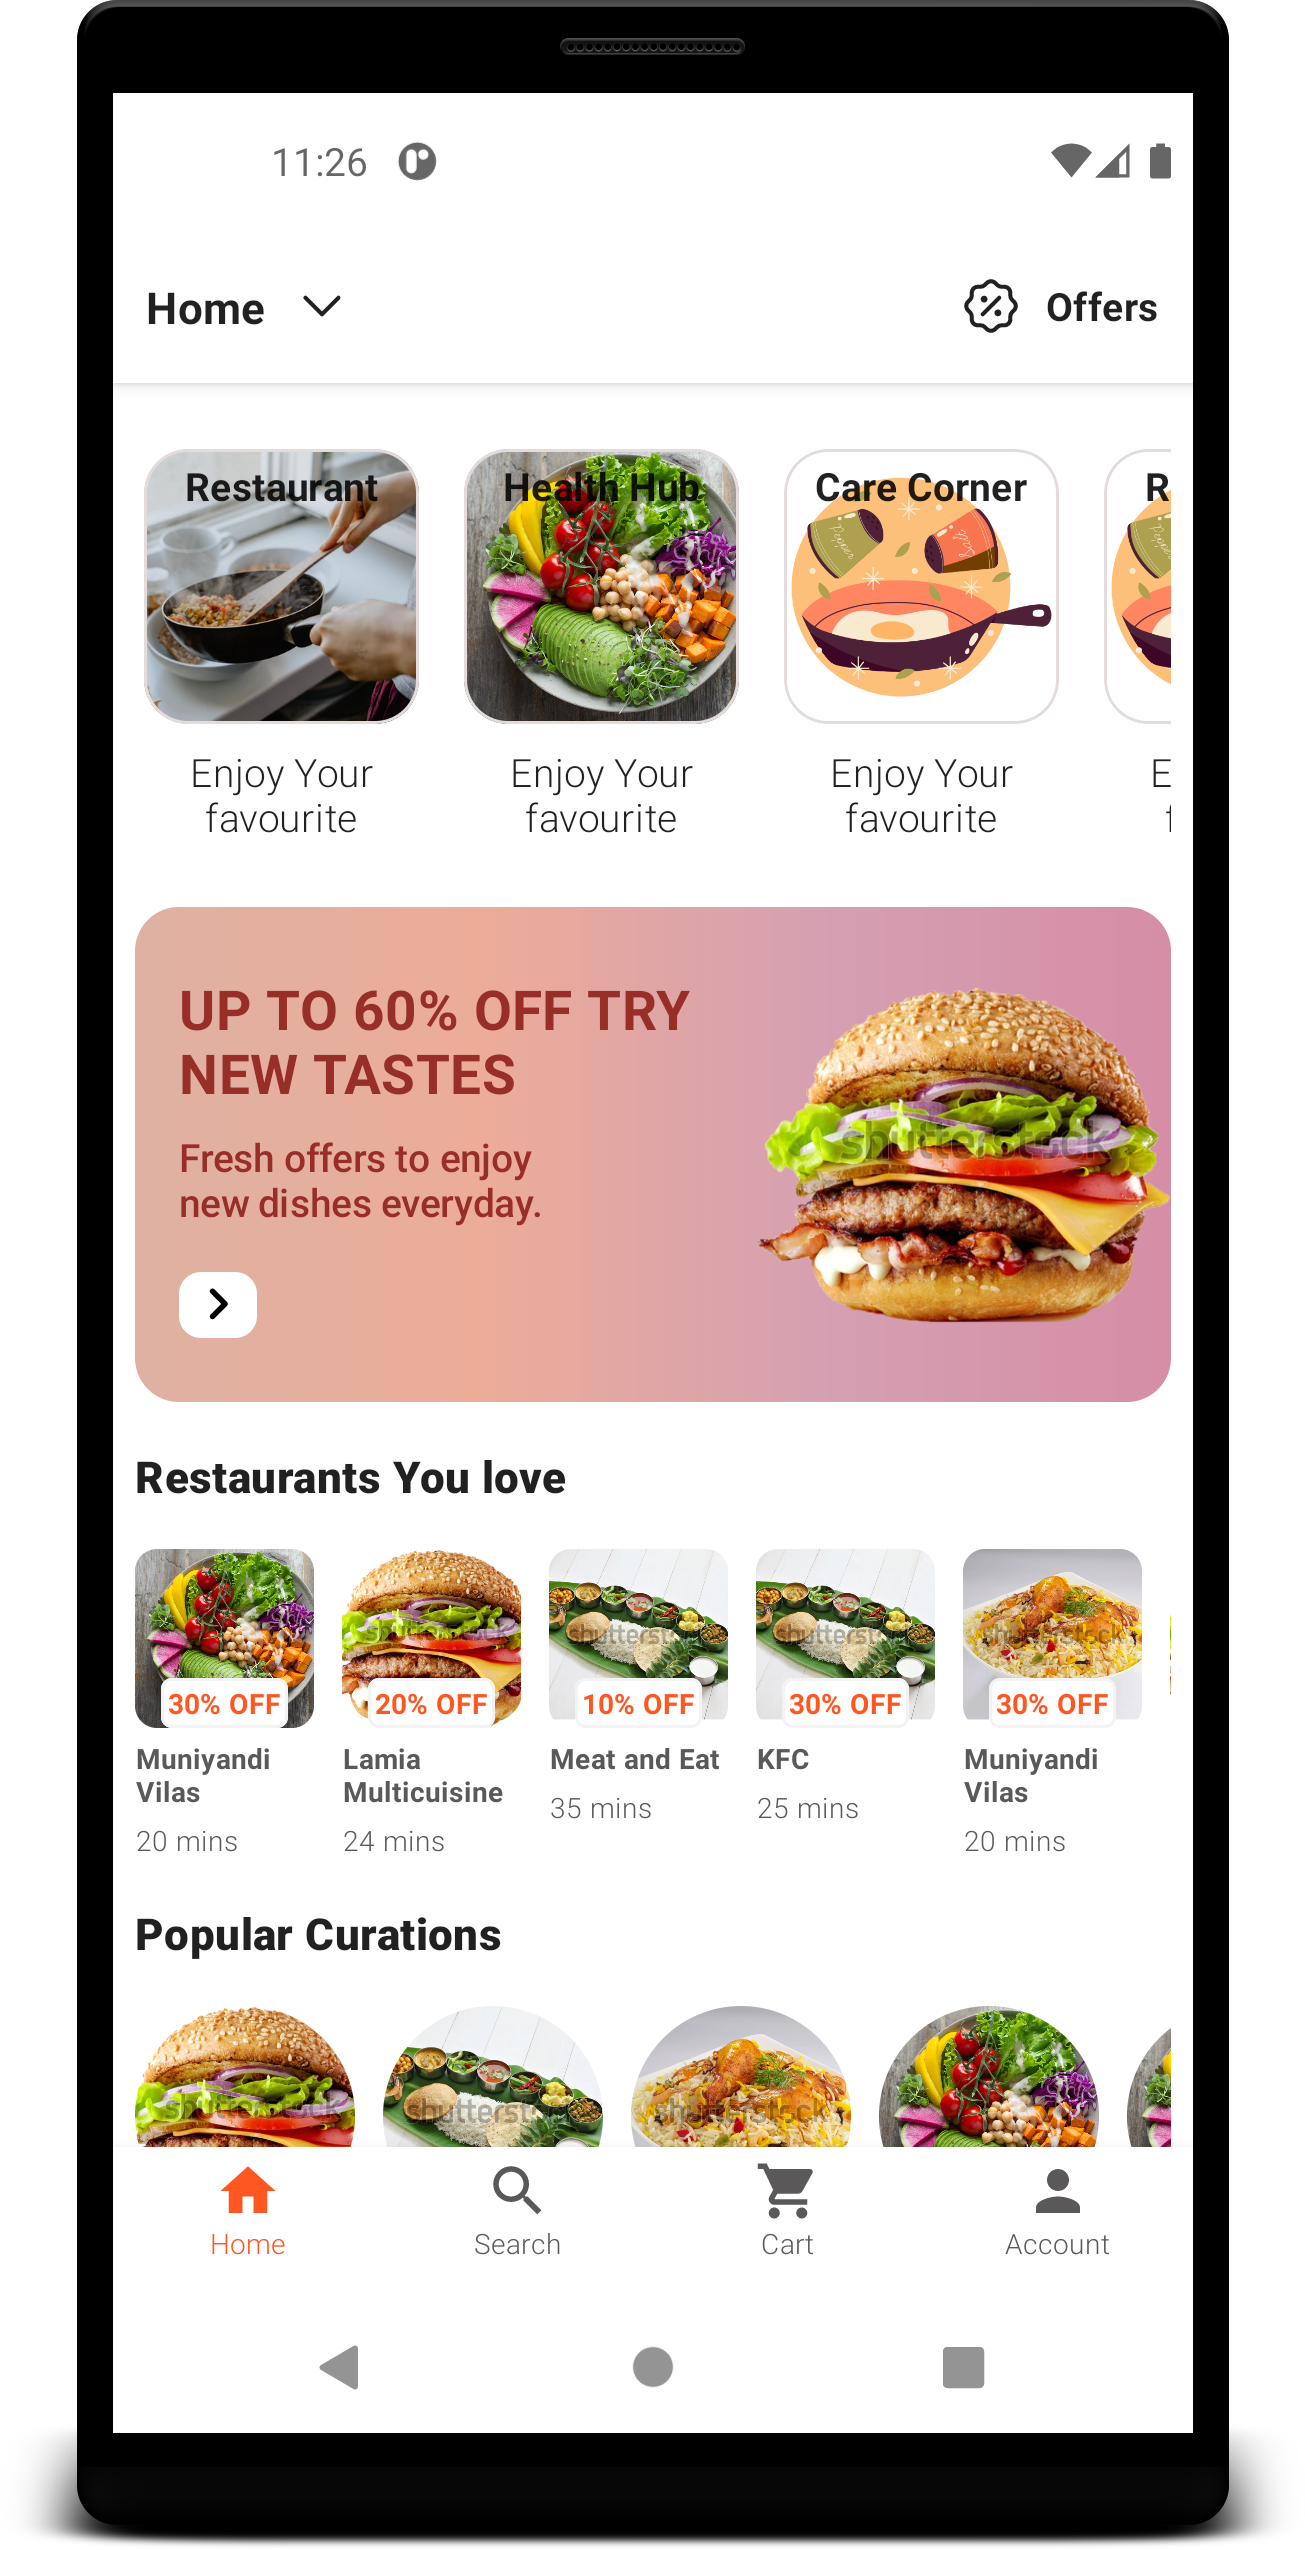 11:26
Home
Offers
Restaurant
Health Hub
Care Corner
R
Enjoy Your
favourite
Enjoy Your
favourite
Enjoy Your
favourite
E
f
UP TO 60% OFF TRY
NEW TASTES
Fresh offers to enjoy
new dishes everyday.
shutterstock
Restaurants You love
30% OFF
20% OFF
10% OFF
30% OFF
30% OFF
Muniyandi
Vilas
20 mins
Lamia
Multicuisine
24 mins
Meat and Eat
35 mins
KFC
25 mins
Muniyandi
Vilas
20 mins
Popular Curations
Home
Search
Cart
Account